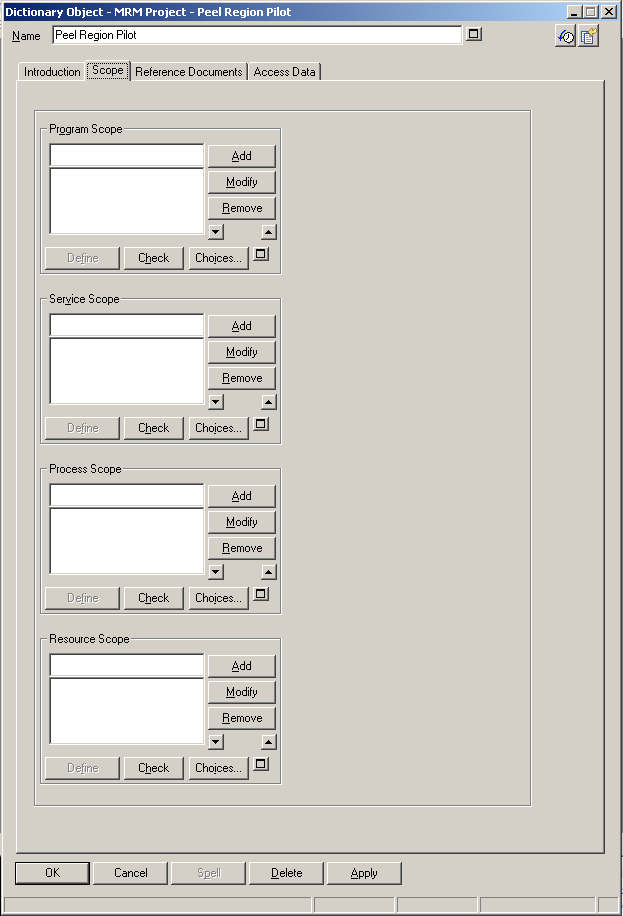 Dictionary Object - MRM Project - Peel Region Pilot
Name Peel Region Pilot
Introduction Scope Reference Documents Access Data
Program Scope
Add
Modify
Remove
Define Check Choices...
Service Scope
Add
Modify
Remove
Define Check Choices...
Process Scope
Add
Modify
Remove
Define Check Choices...
Resource Scope
Add
Modify
Remove
Define Check Choices...
OK Cancel Spell Delete Apply